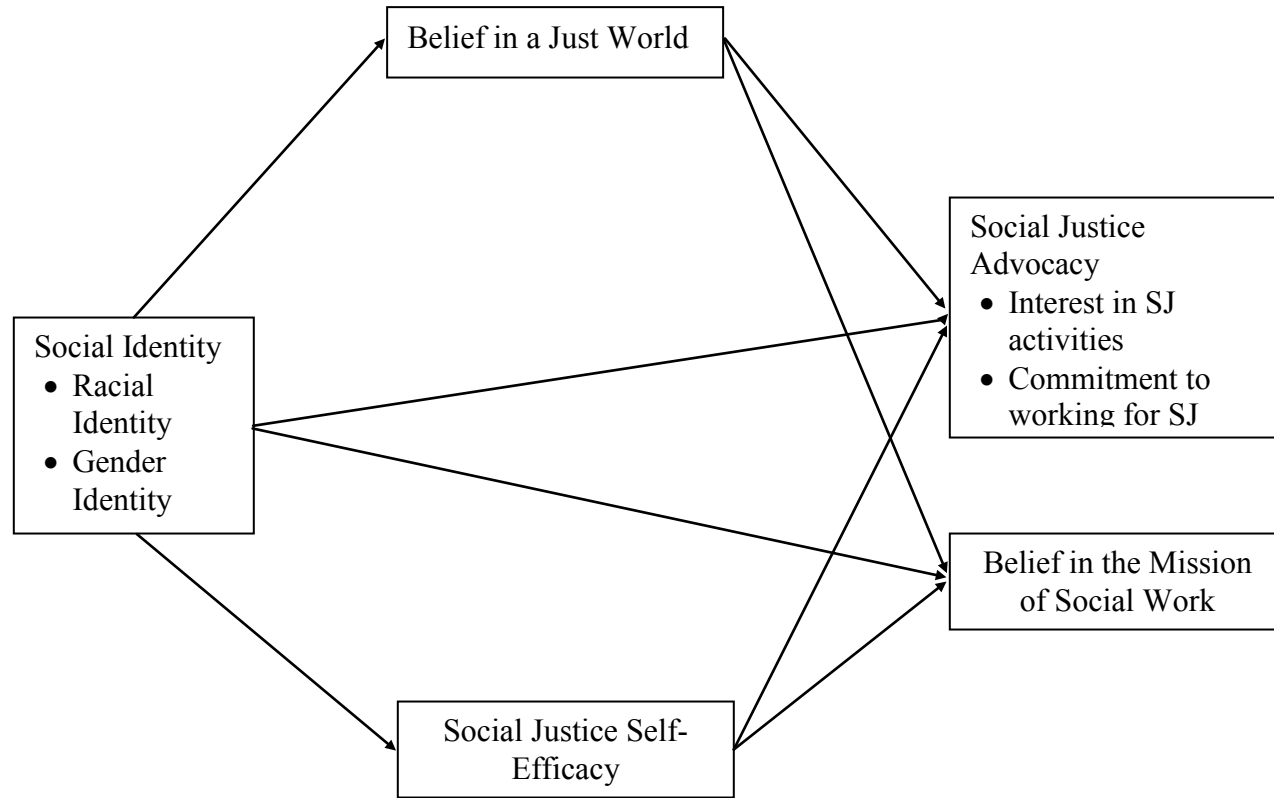 Belief in a Just World
Social Justice
Advocacy
• Interest in SJ
activities
• Commitment to
working for SJ
Social Identity
• Racial
Identity
• Gender
Identity
Belief in the Mission
of Social Work
Social Justice Self-
Efficacy